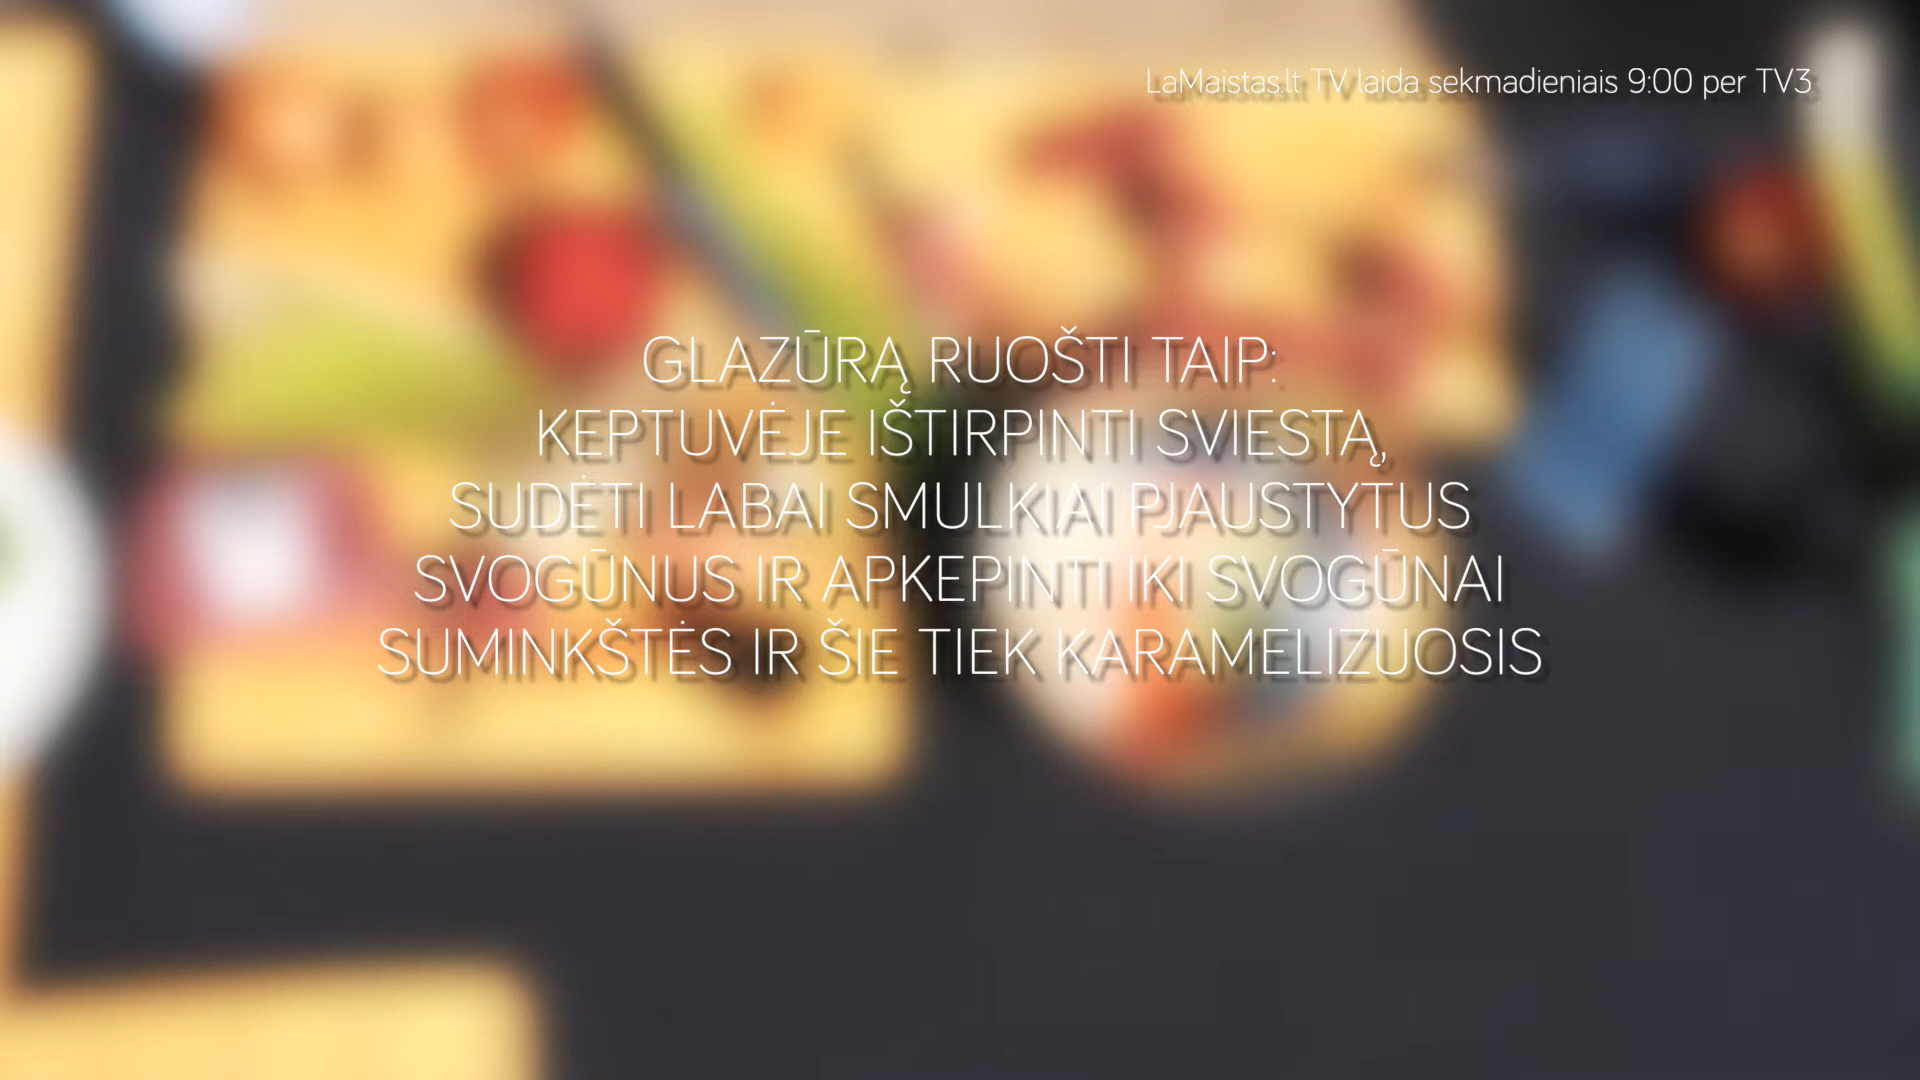 LaMaistas.lt TV laida sekmadieniais 9:00 per TV3
GLAZŪRĄ RUOŠTI TAIP:
KEPTUVĖJE IŠTIRPINTI SVIESTĄ,
SUDĖTI LABAI SMULKIAI PJAUSTYTUS
SVOGŪNUS IR APKEPINTI IKI SVOGŪNAI
SUMINKŠTĖS IR ŠIE TIEK KARAMELIZUOSIS